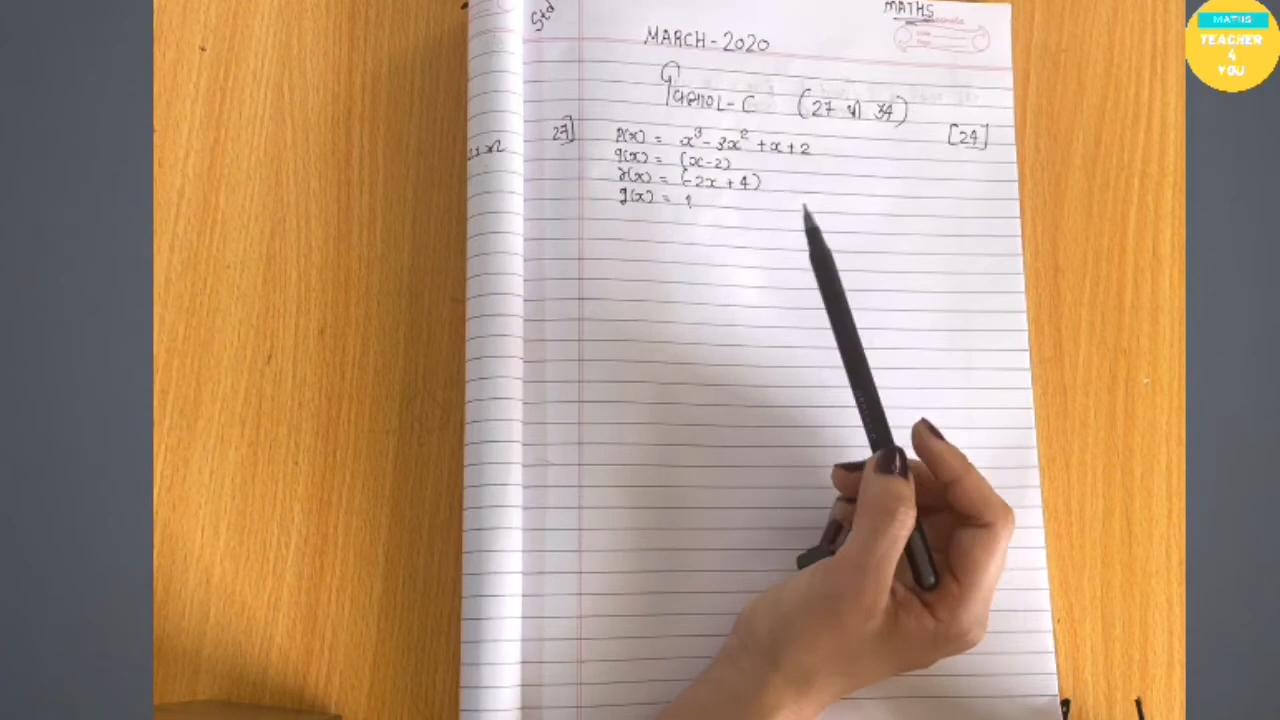 Std
MATHS
MARCH-2020
વિભાગ-C (27 થી 34) [24]
27] p(x) = x³ - 3x² + x + 2
q(x) = (x-2)
r(x) = (-2x + 4)
g(x) = ?
MATHS
TEACHER
4
YOU